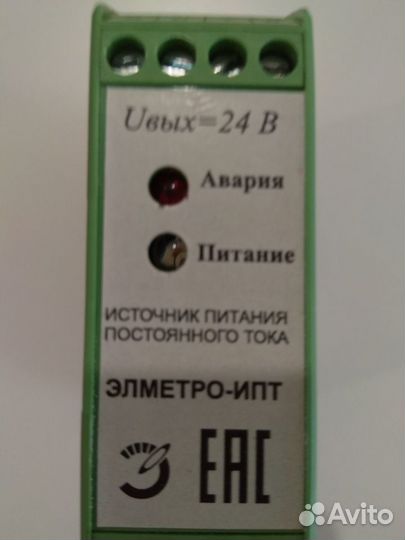 Uвых=24 В
Авария
Питание
ИСТОЧНИК ПИТАНИЯ
ПОСТОЯННОГО ТОКА
ЭЛМЕТРО-ИПТ
ЕАС
Avito